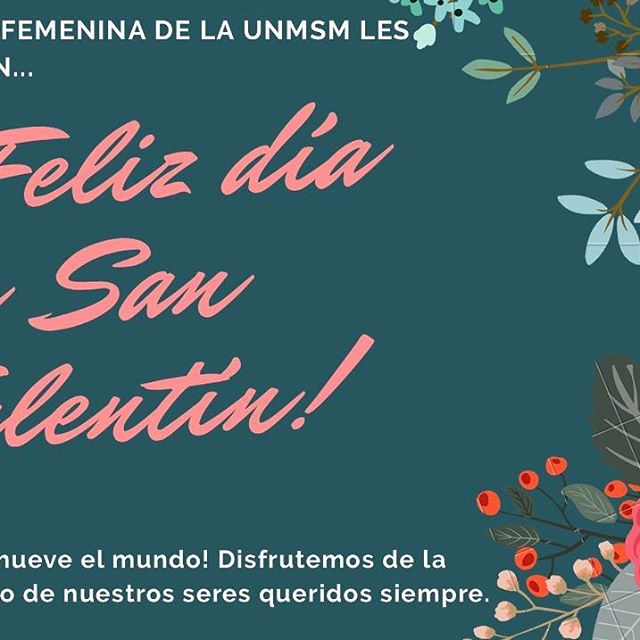 FEMENINA DE LA UNMSM LES
N...
Feliz día
San
lentín!
mueve el mundo! Disfrutemos de la
o de nuestros seres queridos siempre.